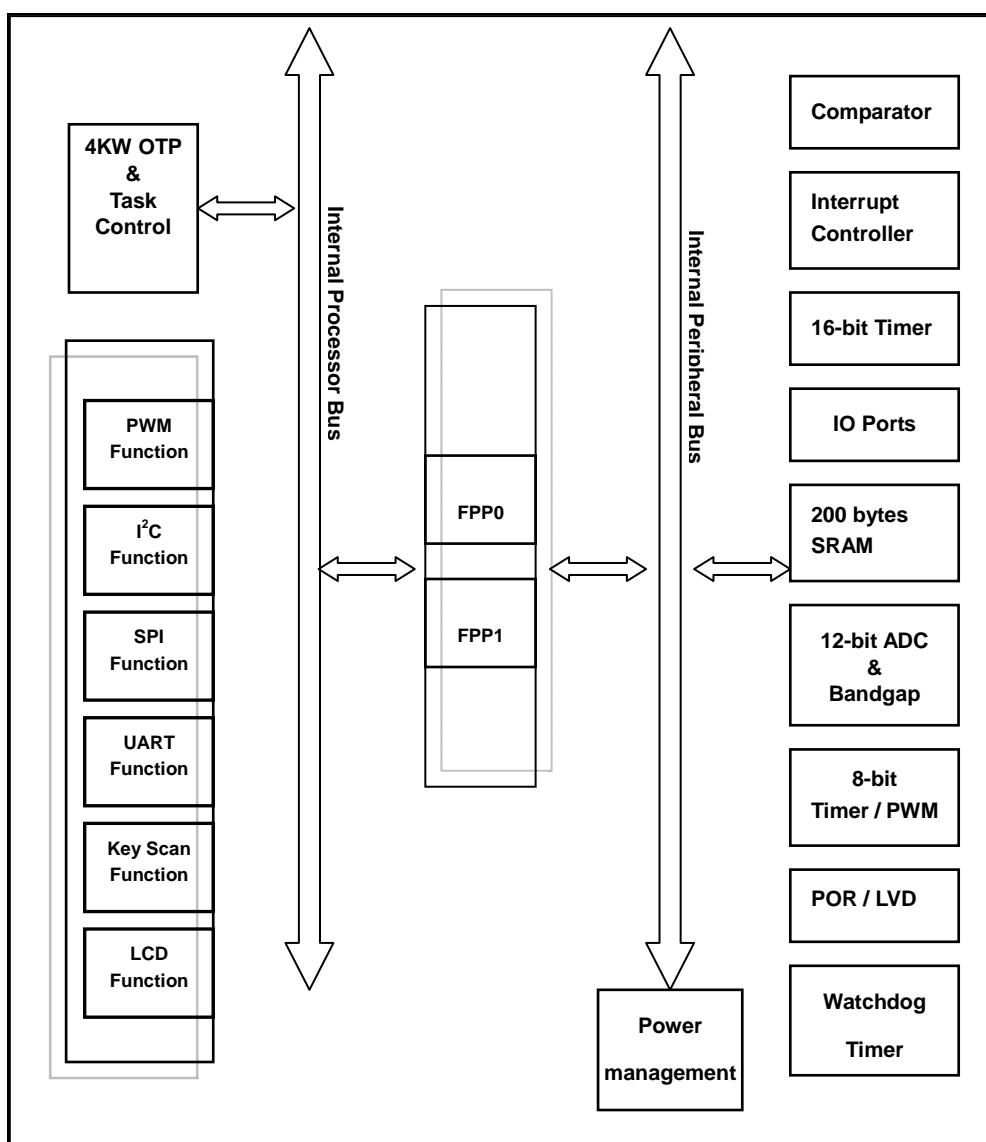 4KW OTP
&
Task
Control
PWM
Function
I²C
Function
SPI
Function
UART
Function
Key Scan
Function
LCD
Function
Internal Processor Bus
FPP0
FPP1
Internal Peripheral Bus
Power
management
Comparator
Interrupt
Controller
16-bit Timer
IO Ports
200 bytes
SRAM
12-bit ADC
&
Bandgap
8-bit
Timer / PWM
POR / LVD
Watchdog
Timer